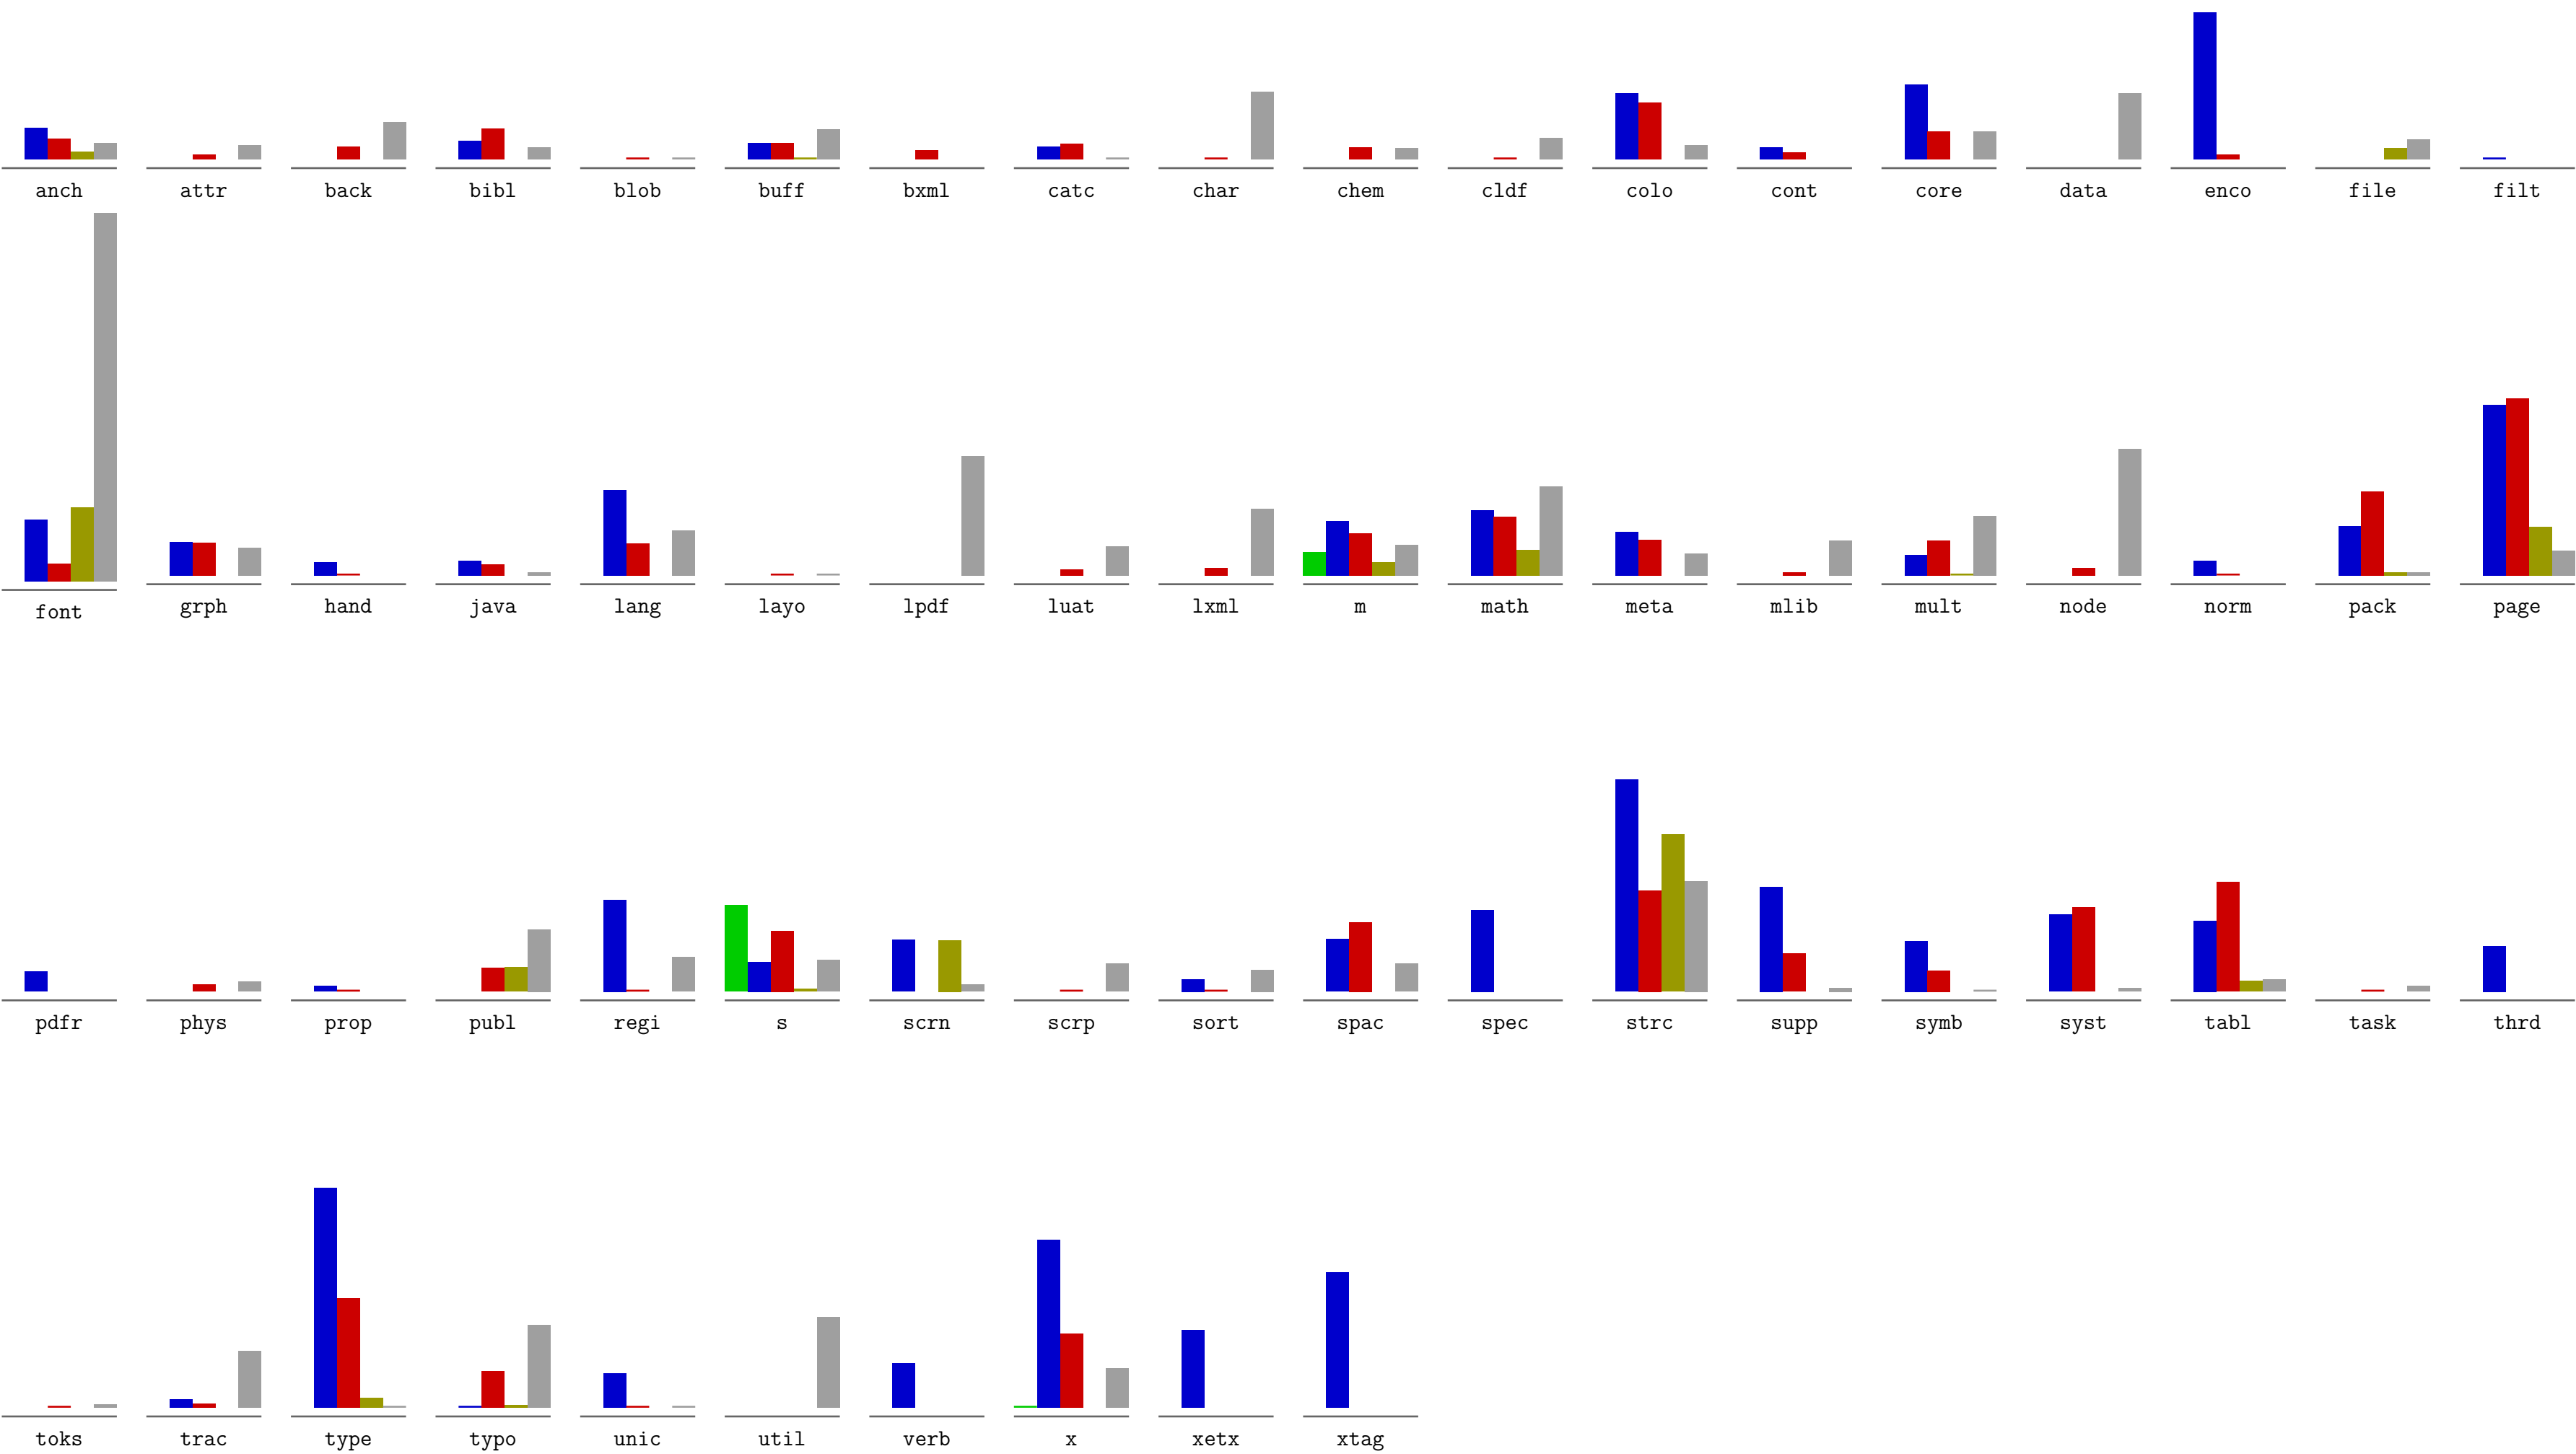 anch attr back bibl blob buff bxml catc char chem cldf colo cont core data enco file filt
font grph hand java lang layo lpdf luat lxml m math meta mlib mult node norm pack page
pdfr phys prop publ regi s scrn scrp sort spac spec strc supp symb syst tabl task thrd
toks trac type typo unic util verb x xetx xtag